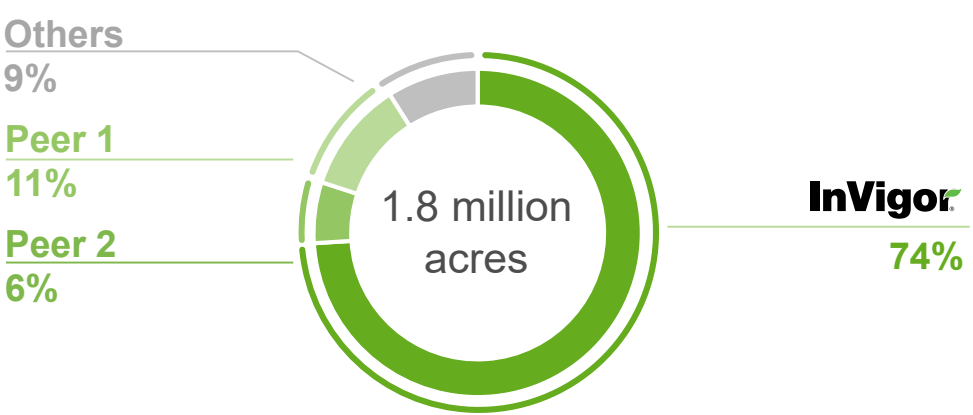 Others
9%
Peer 1
11%
Peer 2
6%
1.8 million
acres
InVigor
74%